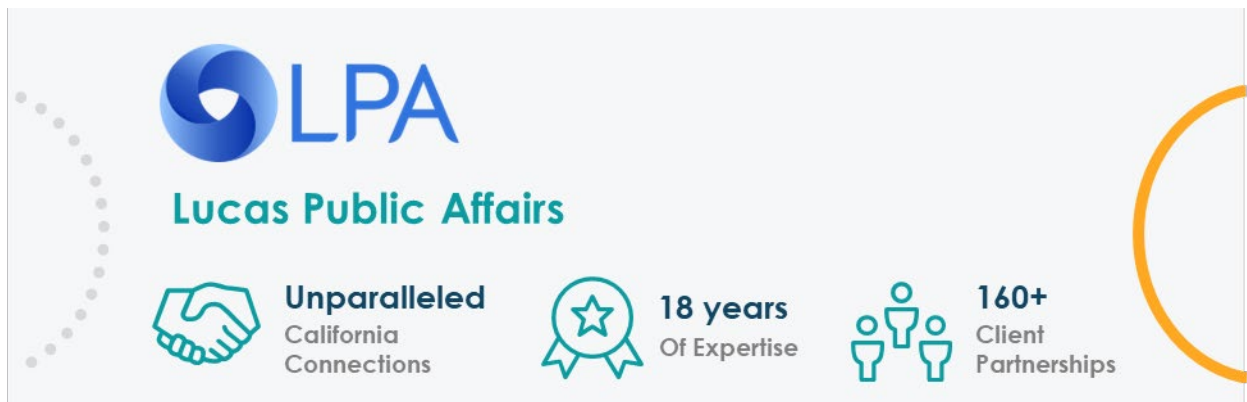 LPA
Lucas Public Affairs
Unparalleled
California
Connections
18 years
Of Expertise
160+
Client
Partnerships